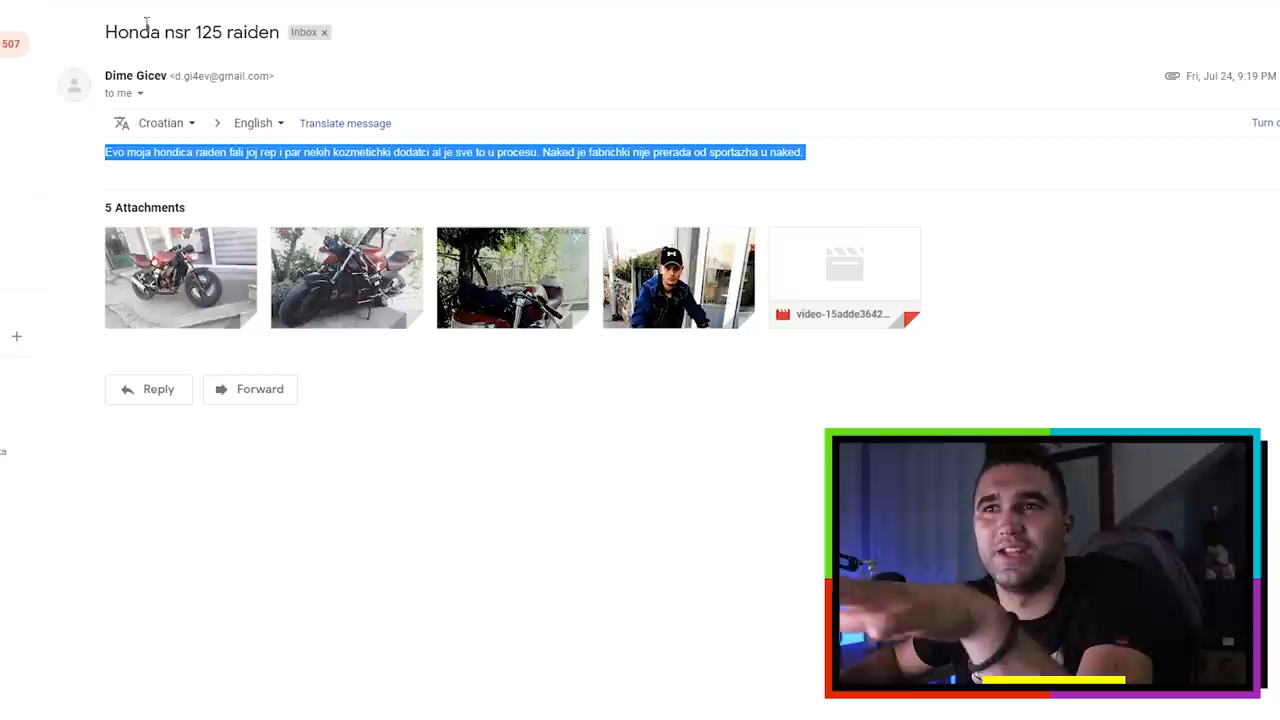 507
Honda nsr 125 raiden
Inbox ×
Dime Gicev <d.gi4ev@gmail.com>
Fri, Jul 24, 9:19 PM
to me
Croatian > English Translate message
Turn
Evo moja hondica raiden fali joj rep i par nekih kozmetichki dodatci al je sve to u procesu. Naked je fabrichki nije prerada od sportazha u naked.
5 Attachments
video-15adde3642...
Reply Forward